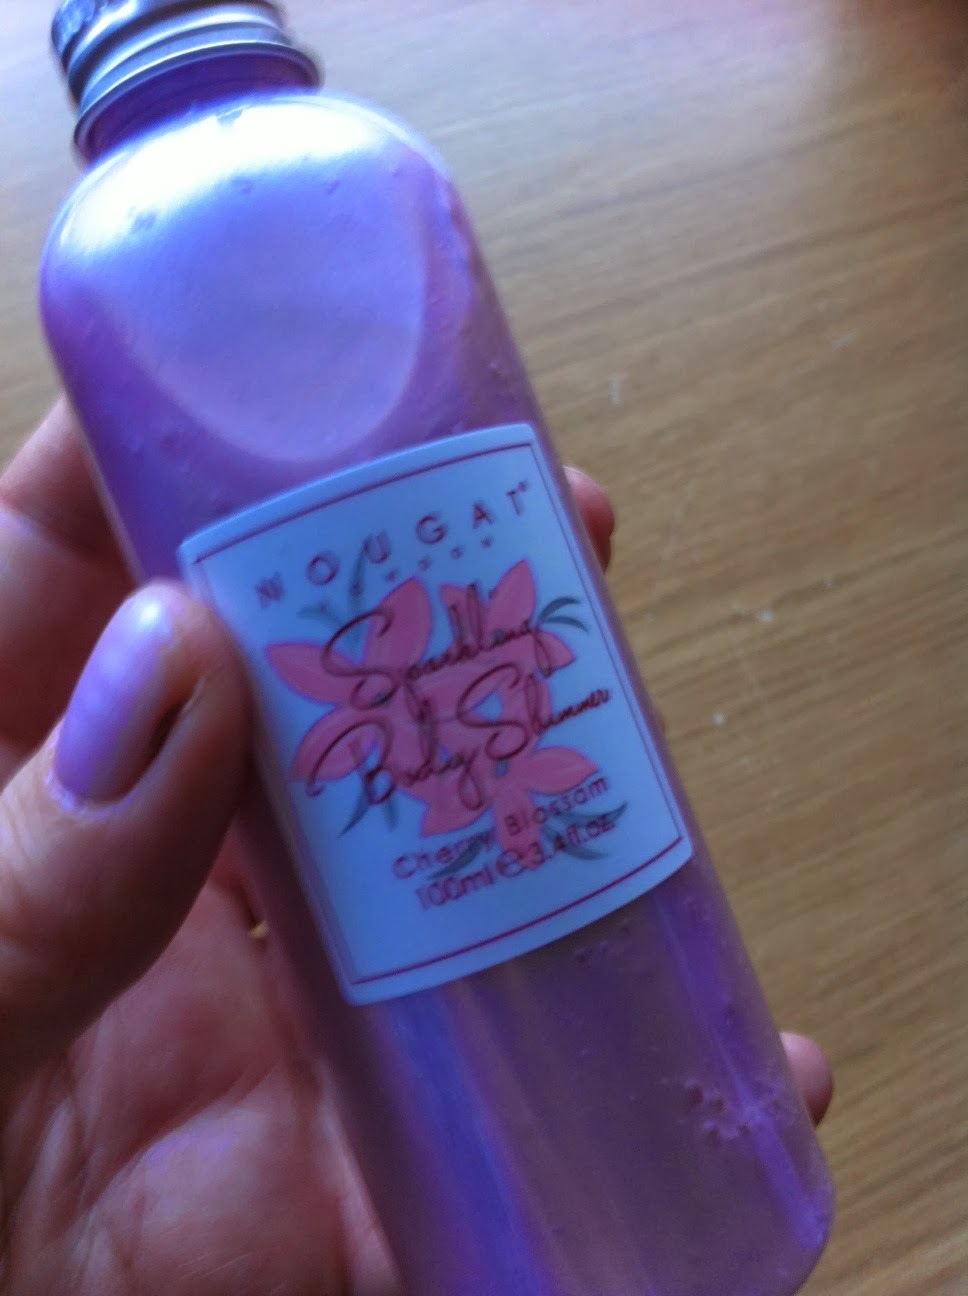 NOUGAT
Sparkling
Body Shimmer
Cherry Blossom
100ml ℮ 3.4fl.oz.